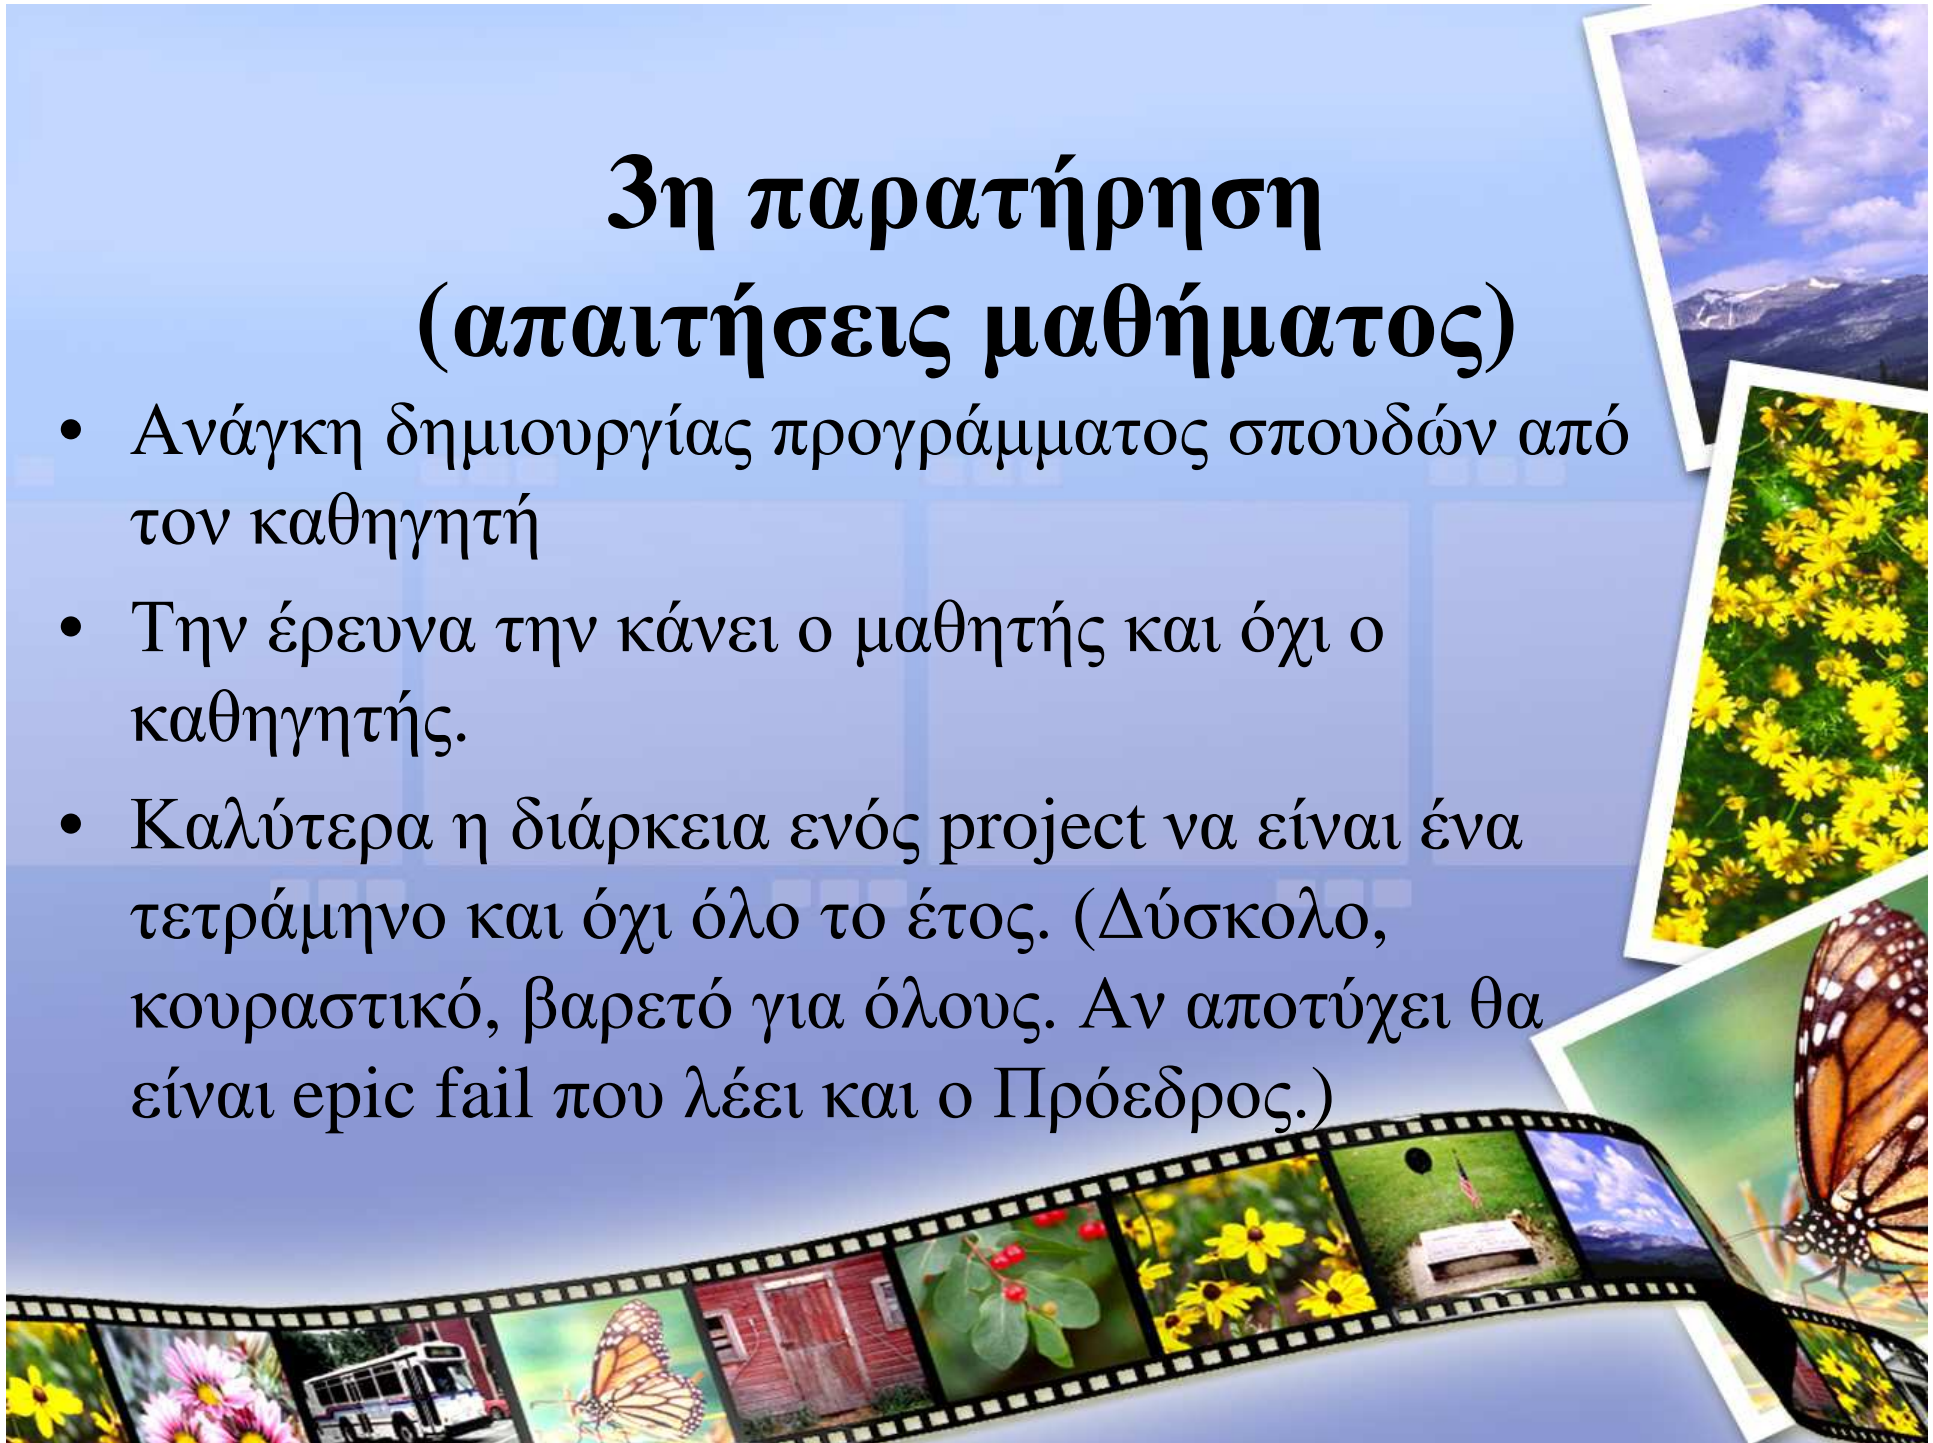 3η παρατήρηση
(απαιτήσεις μαθήματος)
• Ανάγκη δημιουργίας προγράμματος σπουδών από
τον καθηγητή
• Την έρευνα την κάνει ο μαθητής και όχι ο
καθηγητής.
• Καλύτερα η διάρκεια ενός project να είναι ένα
τετράμηνο και όχι όλο το έτος. (Δύσκολο,
κουραστικό, βαρετό για όλους. Αν αποτύχει θα
είναι epic fail που λέει και ο Πρόεδρος.)